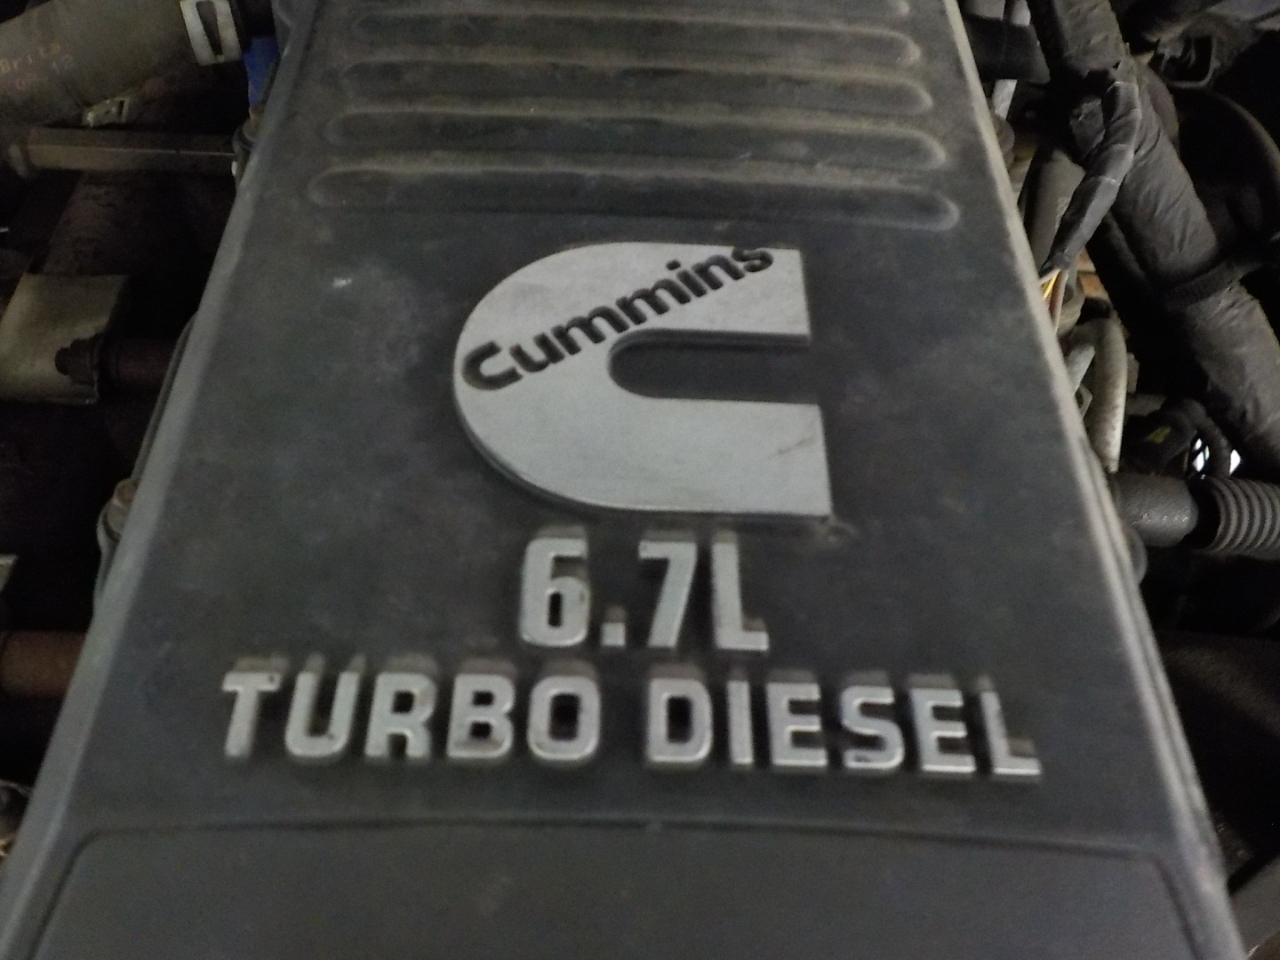 Cummins
6.7L
TURBO DIESEL